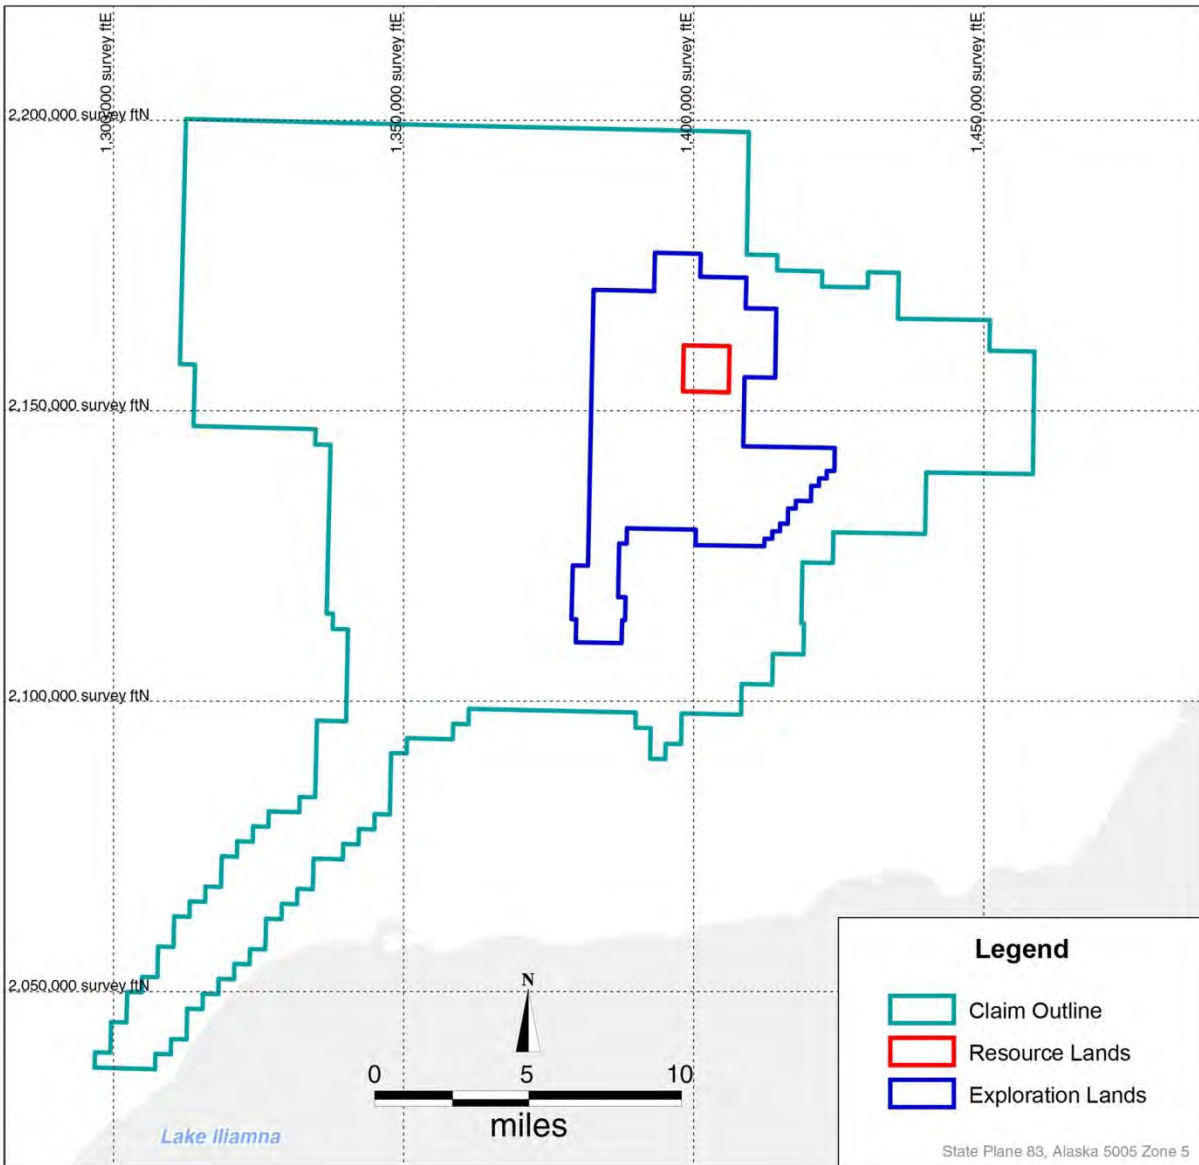 1,300,000 survey ftE
1,350,000 survey ftE
1,400,000 survey ftE
1,450,000 survey ftE
2,200,000 survey ftN
2,150,000 survey ftN
2,100,000 survey ftN
2,050,000 survey ftN
N
0 5 10
miles
Lake Iliamna
Legend
Claim Outline
Resource Lands
Exploration Lands
State Plane 83, Alaska 5005 Zone 5